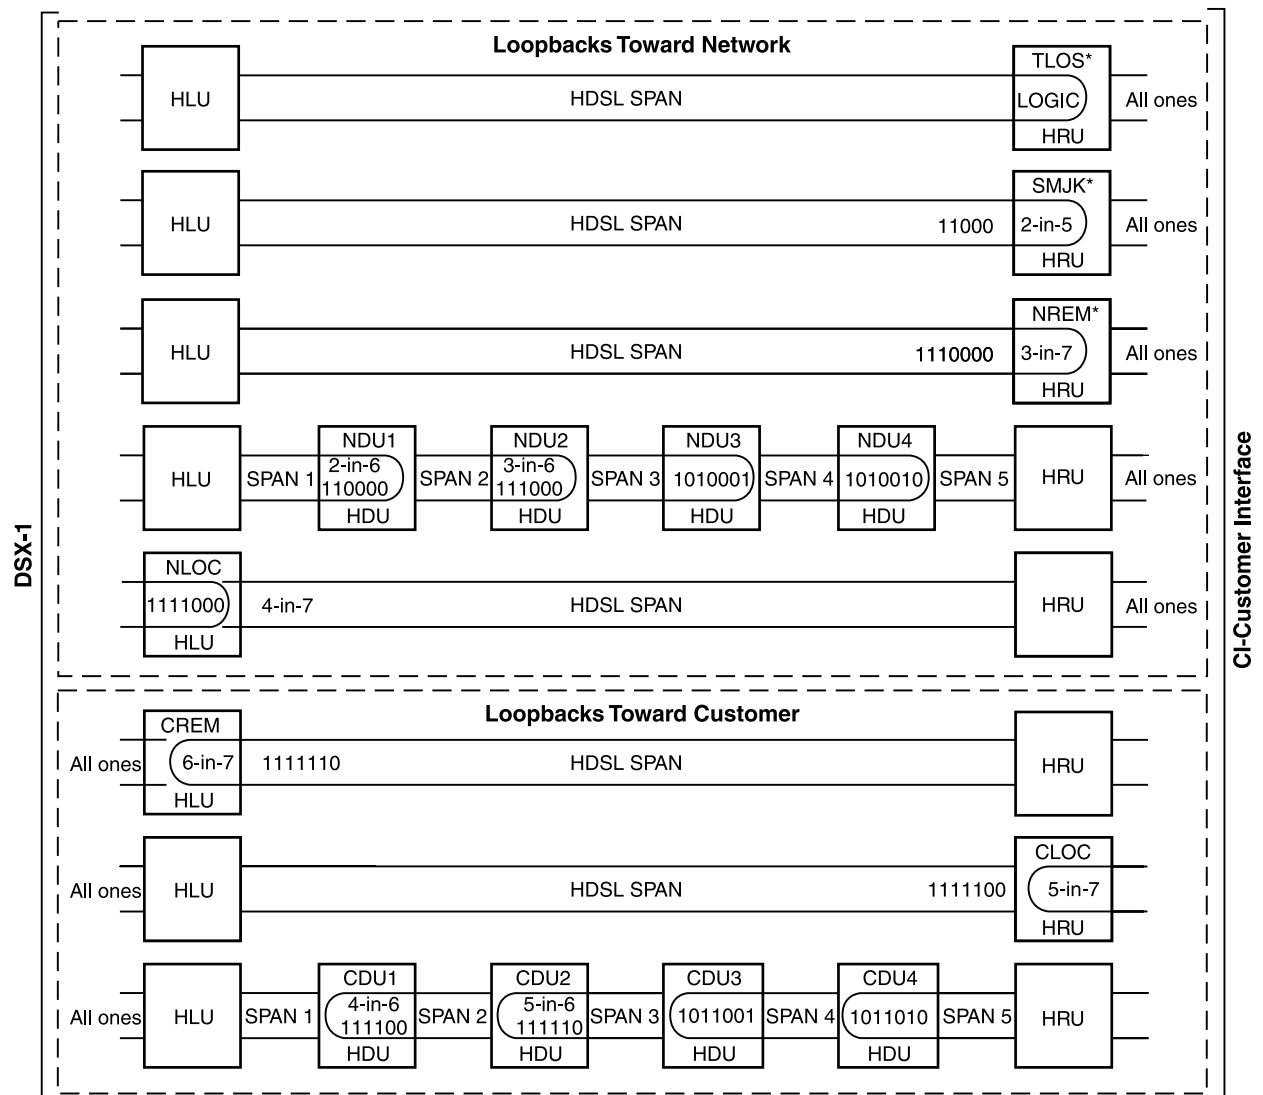 Loopbacks Toward Network
TLOS*
HLU HDSL SPAN LOGIC All ones
HRU
SMJK*
HLU HDSL SPAN 11000 2-in-5 All ones
HRU
NREM*
HLU HDSL SPAN 1110000 3-in-7 All ones
HRU
NDU1 NDU2 NDU3 NDU4
2-in-6 3-in-6
HLU SPAN 1 110000 SPAN 2 111000 SPAN 3 1010001 SPAN 4 1010010 SPAN 5 HRU All ones
HDU HDU HDU HDU
NLOC
1111000 4-in-7 HDSL SPAN HRU All ones
HLU
DSX-1
CI-Customer Interface
Loopbacks Toward Customer
CREM
All ones 6-in-7 1111110 HDSL SPAN HRU
HLU
CLOC
All ones HLU HDSL SPAN 1111100 5-in-7
HRU
CDU1 CDU2 CDU3 CDU4
4-in-6 5-in-6
All ones HLU SPAN 1 111100 SPAN 2 111110 SPAN 3 1011001 SPAN 4 1011010 SPAN 5 HRU
HDU HDU HDU HDU